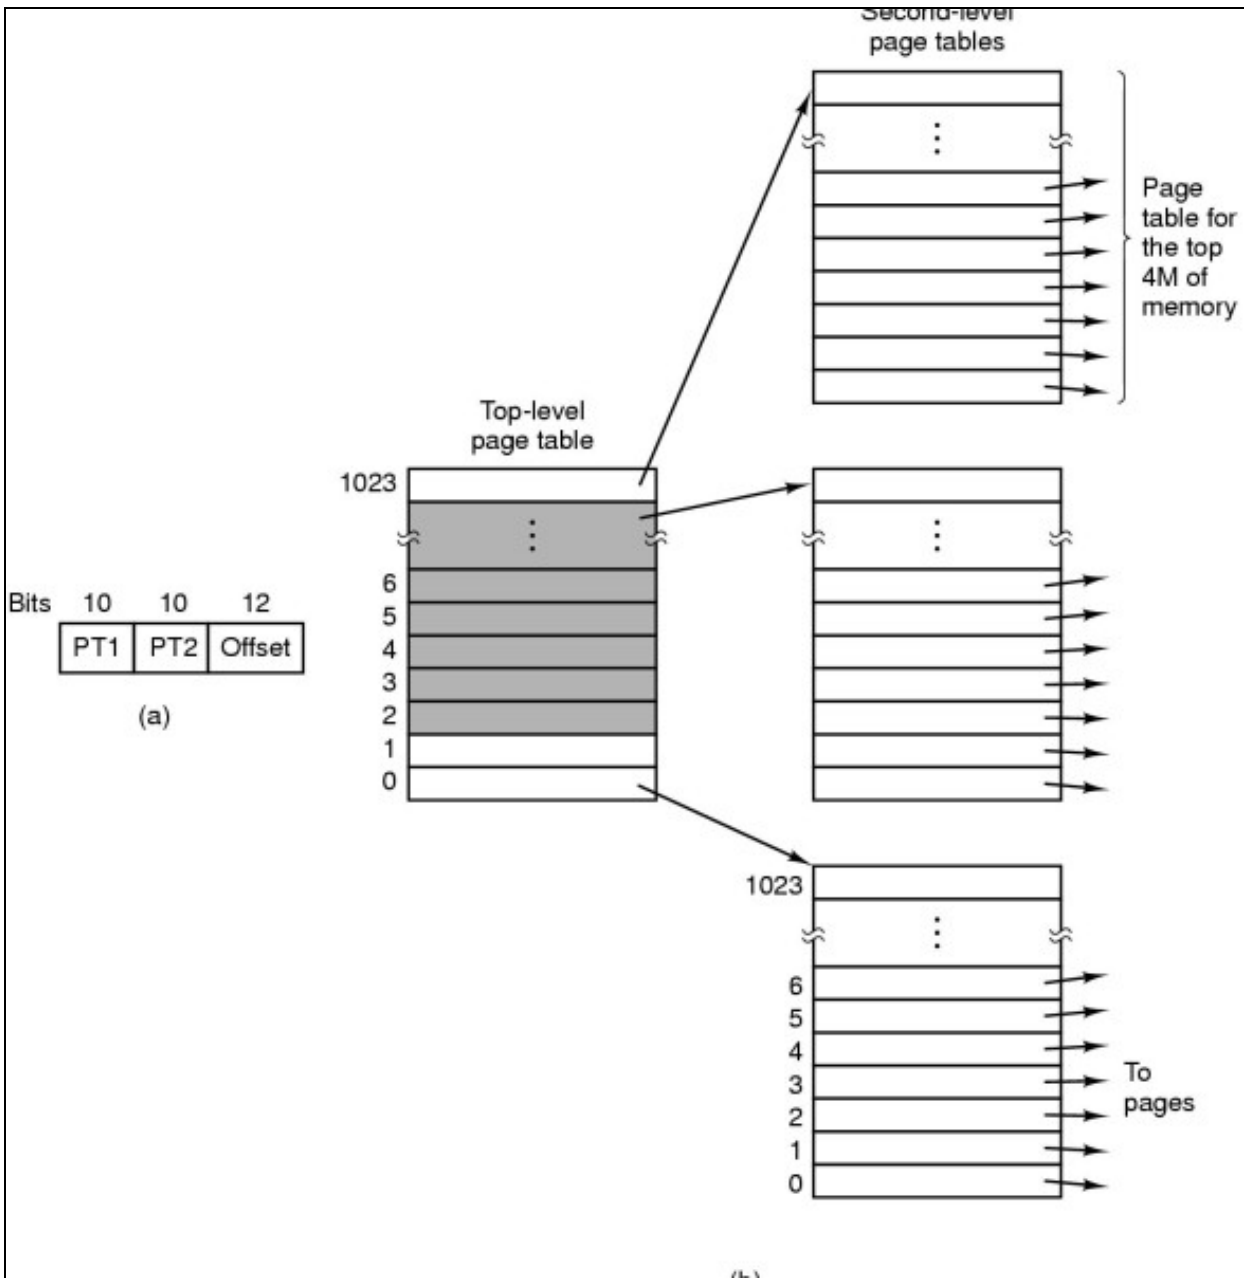 Second-level
page tables
Page
table for
the top
4M of
memory
Top-level
page table
1023
6
5
4
3
2
1
0
Bits 10 10 12
PT1 PT2 Offset
(a)
1023
6
5
4
3
2
1
0
To
pages
(b)